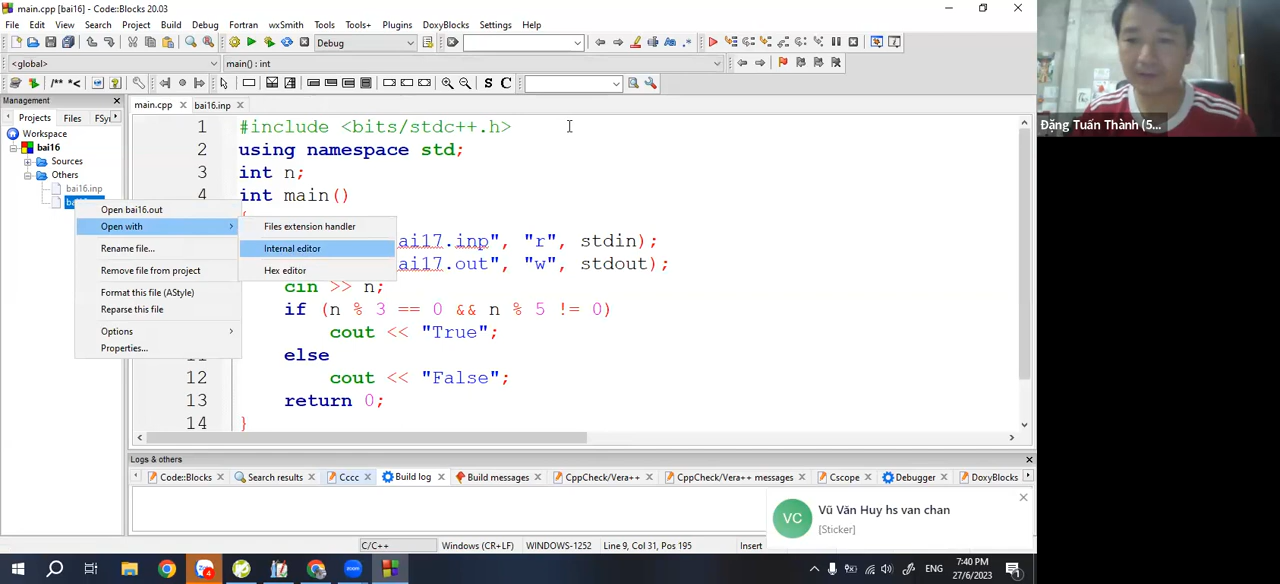 main.cpp [bai16] - Code::Blocks 20.03
File Edit View Search Project Build Debug Fortran wxSmith Tools Tools+ Plugins DoxyBlocks Settings Help
Debug
<global> main() : int
/** *< S C
Management
Projects Files FSy
main.cpp bai16.inp
Workspace
bai16
Sources
Others
bai16.inp
Open bai16.out
Open with
Rename file...
Remove file from project
Format this file (AStyle)
Reparse this file
Options
Properties...
Files extension handler
Internal editor
Hex editor
1 #include <bits/stdc++.h>
2 using namespace std;
3 int n;
4 int main()
{
ai17.inp", "r", stdin);
ai17.out", "w", stdout);
cin >> n;
if (n % 3 == 0 && n % 5 != 0)
cout << "True";
else
12 cout << "False";
13 return 0;
14 }
Logs & others
Code::Blocks Search results Cccc Build log Build messages CppCheck/Vera++ CppCheck/Vera++ messages Cscope Debugger DoxyBlocks
Đặng Tuấn Thành (5...
VC
Vũ Văn Huy hs van chan
[Sticker]
C/C++ Windows (CR+LF) WINDOWS-1252 Line 9, Col 31, Pos 195 Insert
4 zoom ENG 7:40 PM
27/6/2023 1